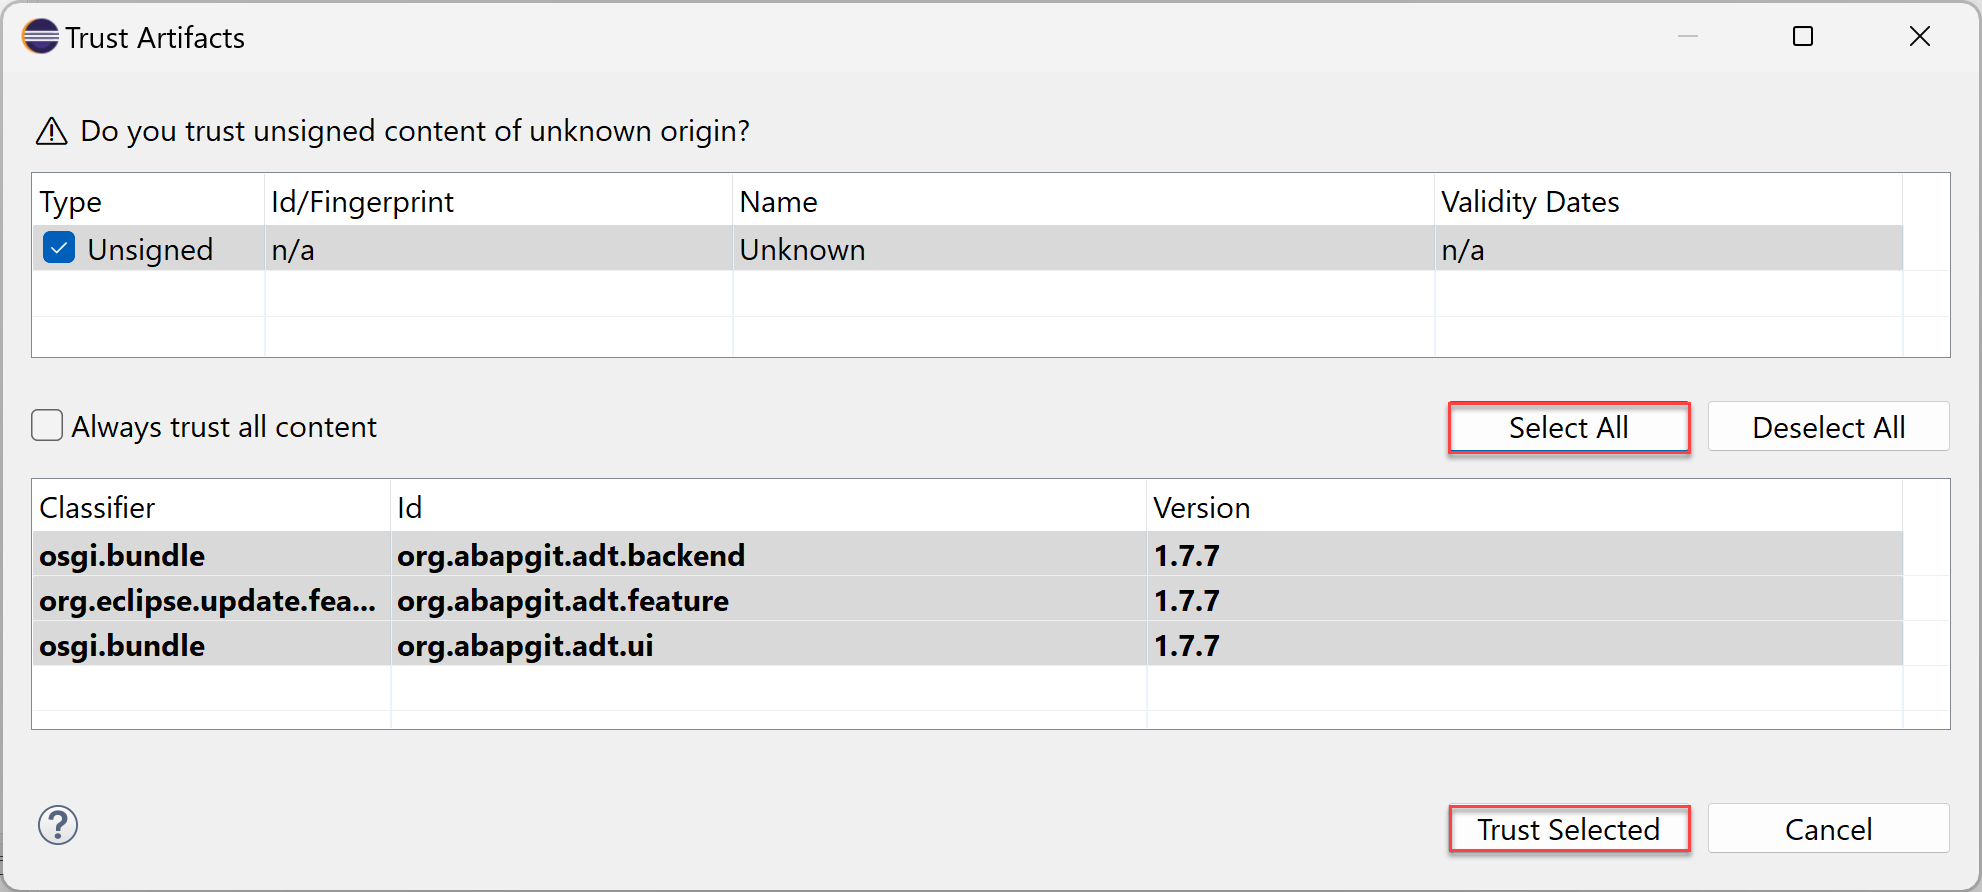 Trust Artifacts
Do you trust unsigned content of unknown origin?
Type Id/Fingerprint Name Validity Dates
Unsigned n/a Unknown n/a
Always trust all content Select All Deselect All
Classifier Id Version
osgi.bundle org.abapgit.adt.backend 1.7.7
org.eclipse.update.fea... org.abapgit.adt.feature 1.7.7
osgi.bundle org.abapgit.adt.ui 1.7.7
? Trust Selected Cancel